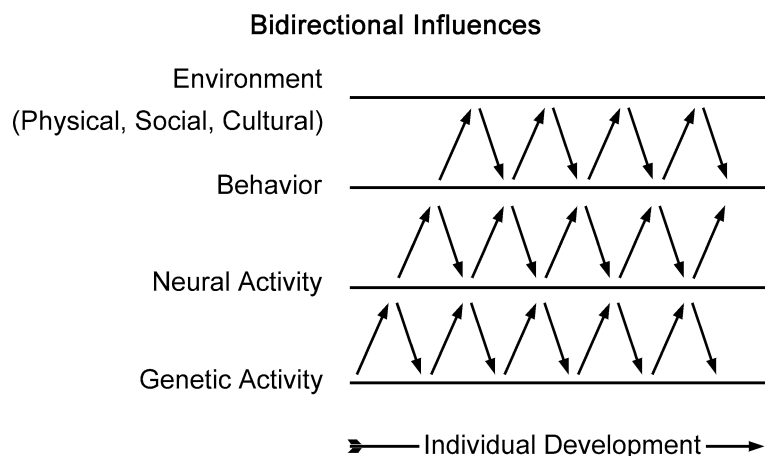 Bidirectional Influences
Environment
(Physical, Social, Cultural)
Behavior
Neural Activity
Genetic Activity
Individual Development